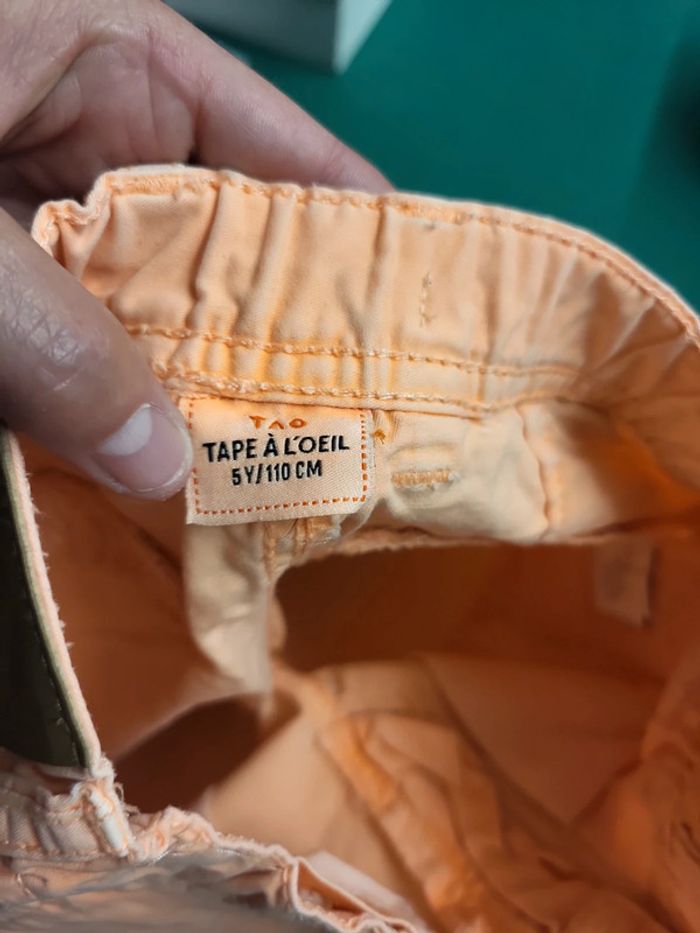 TAO
TAPE À L'OEIL
5Y/110 CM